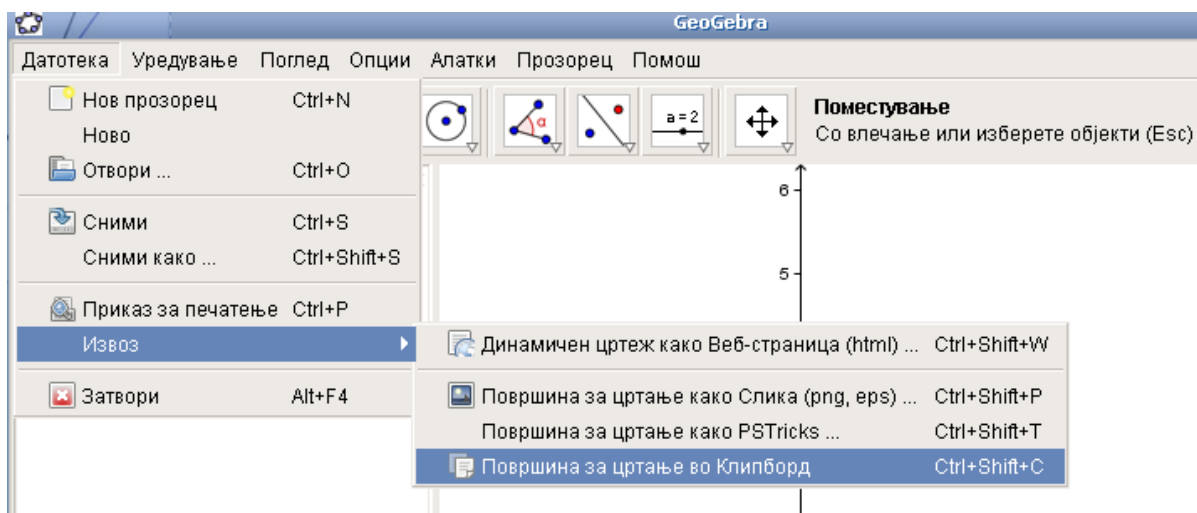 GeoGebra
Датотека Уредување Поглед Опции Алатки Прозорец Помош
Нов прозорец Ctrl+N
Ново
Отвори ... Ctrl+O
Сними Ctrl+S
Сними како ... Ctrl+Shift+S
Приказ за печатење Ctrl+P
Извоз
Затвори Alt+F4
α
a = 2
Поместување
Со влечање или изберете објекти (Esc)
6
5
Динамичен цртеж како Веб-страница (html) ... Ctrl+Shift+W
Површина за цртање како Слика (png, eps) ... Ctrl+Shift+P
Површина за цртање како PSTricks ... Ctrl+Shift+T
Површина за цртање во Клипборд Ctrl+Shift+C